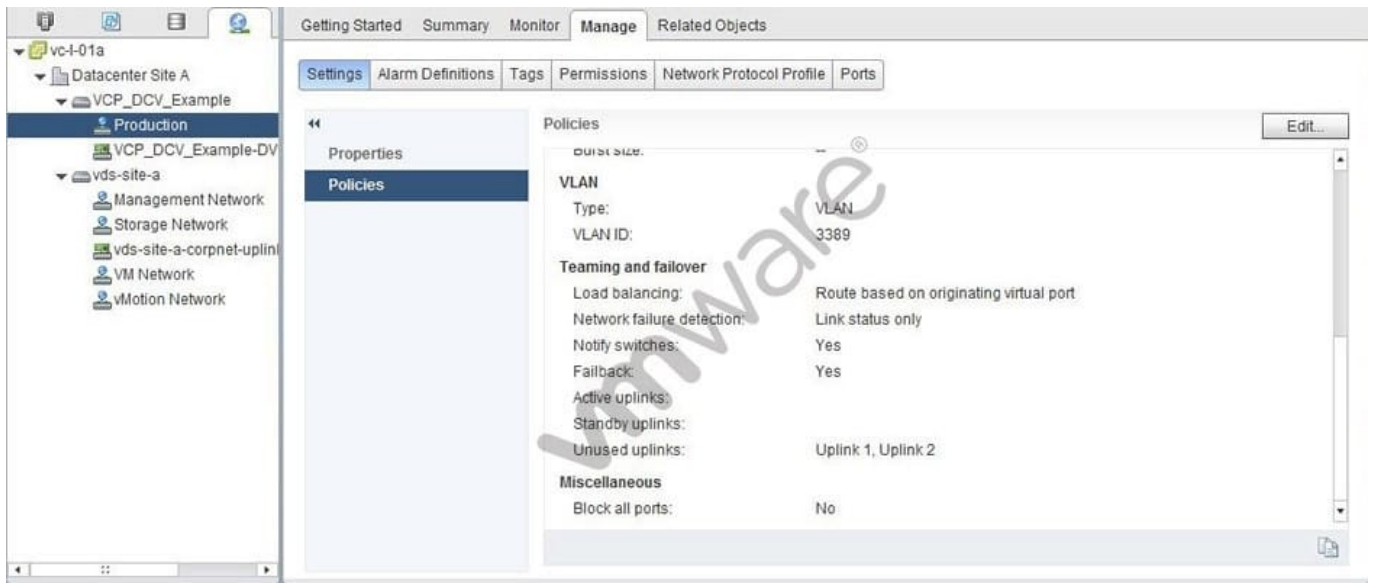 Getting Started Summary Monitor Manage Related Objects
vc-l-01a
Datacenter Site A
VCP_DCV_Example
Production
VCP_DCV_Example-DV
vds-site-a
Management Network
Storage Network
vds-site-a-corpnet-uplin
VM Network
vMotion Network
Settings Alarm Definitions Tags Permissions Network Protocol Profile Ports
Properties
Policies
Policies Edit...
Burst size: --
VLAN
Type: VLAN
VLAN ID: 3389
Teaming and failover
Load balancing: Route based on originating virtual port
Network failure detection: Link status only
Notify switches: Yes
Failback: Yes
Active uplinks:
Standby uplinks:
Unused uplinks: Uplink 1, Uplink 2
Miscellaneous
Block all ports: No
vmware®